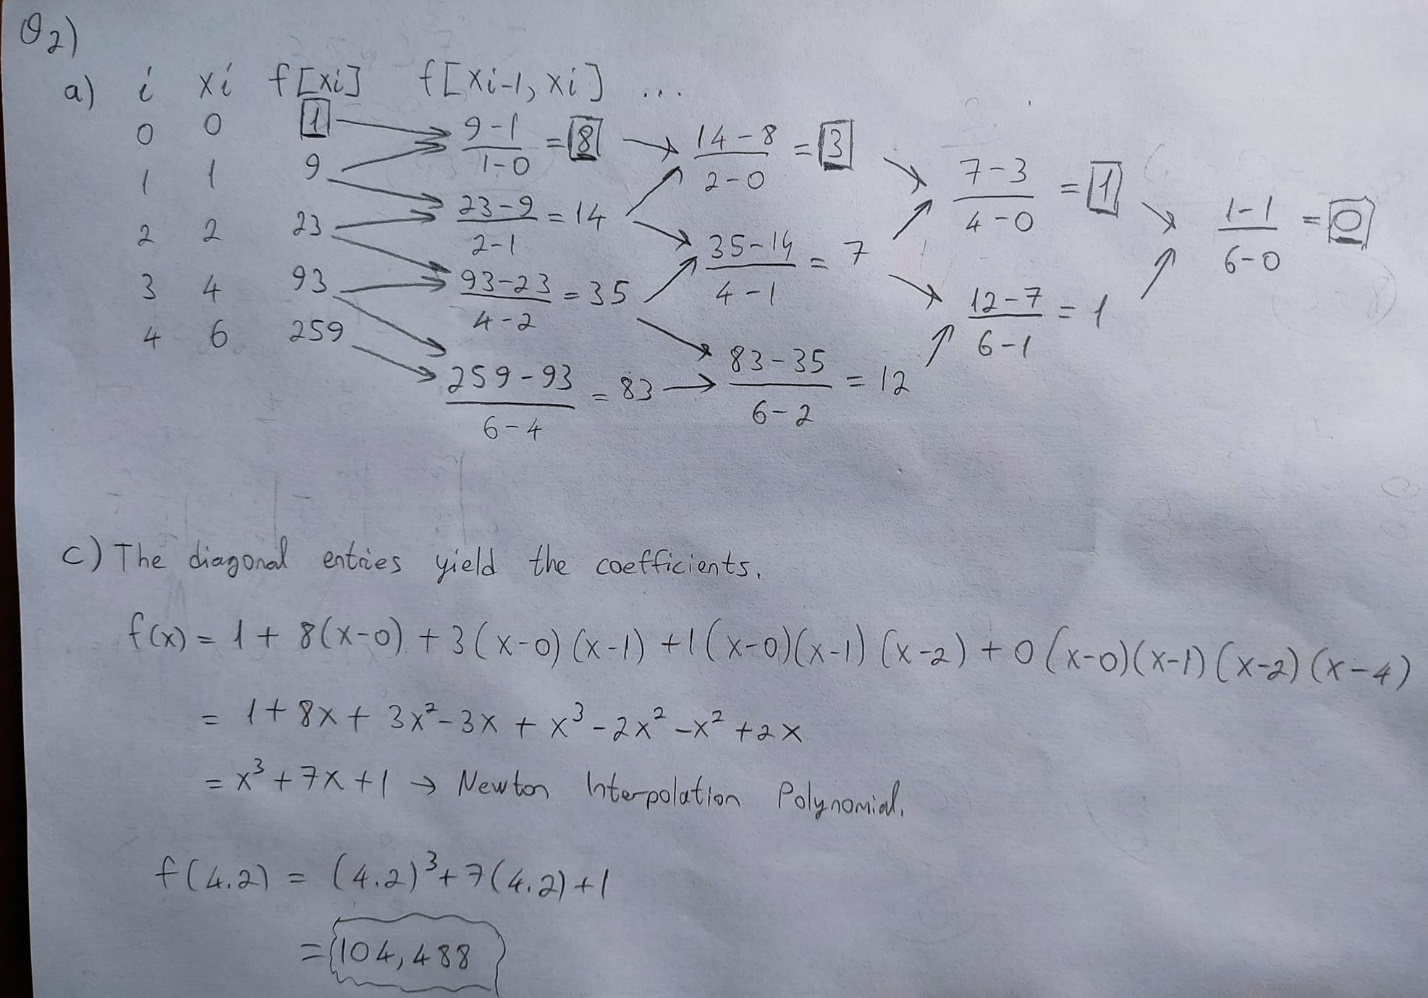 Q2)
a) i xi f[xi] f[xi-1, xi] ...
0 0 1 (9-1)/(1-0) = 8 (14-8)/(2-0) = 3 (7-3)/(4-0) = 1 (1-1)/(6-0) = 0
1 1 9 (23-9)/(2-1) = 14 (35-14)/(4-1) = 7 (12-7)/(6-1) = 1
2 2 23 (93-23)/(4-2) = 35 (83-35)/(6-2) = 12
3 4 93 (259-93)/(6-4) = 83
4 6 259
c) The diagonal entries yield the coefficients.
f(x) = 1 + 8(x-0) + 3(x-0)(x-1) + 1(x-0)(x-1)(x-2) + 0(x-0)(x-1)(x-2)(x-4)
= 1 + 8x + 3x² - 3x + x³ - 2x² - x² + 2x
= x³ + 7x + 1 → Newton Interpolation Polynomial.
f(4.2) = (4.2)³ + 7(4.2) + 1
= 104,488